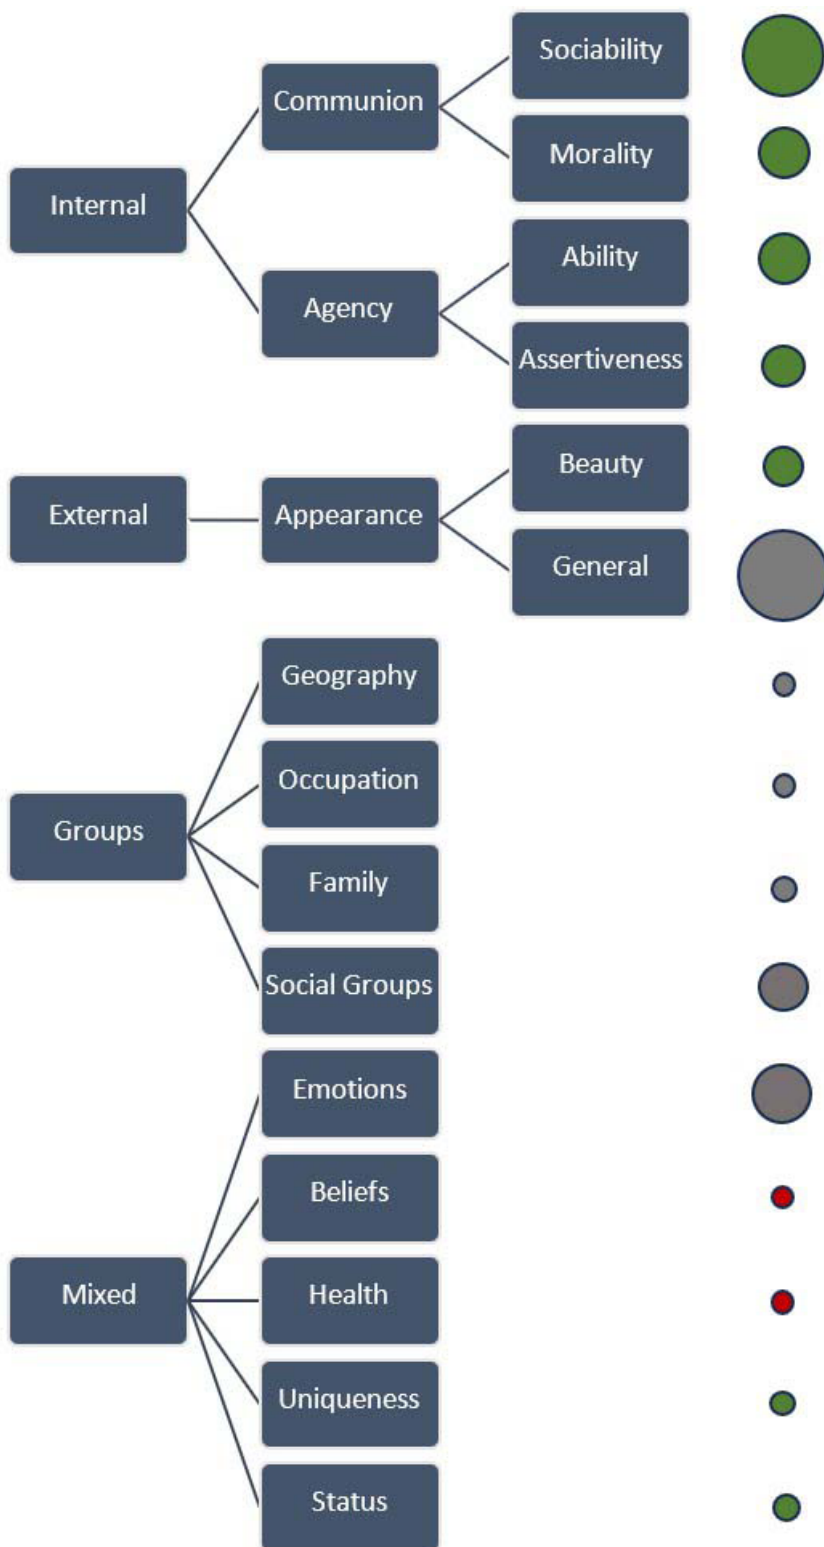 Sociability
Communion
Morality
Internal
Ability
Agency
Assertiveness
Beauty
External
Appearance
General
Geography
Occupation
Groups
Family
Social Groups
Emotions
Beliefs
Mixed
Health
Uniqueness
Status